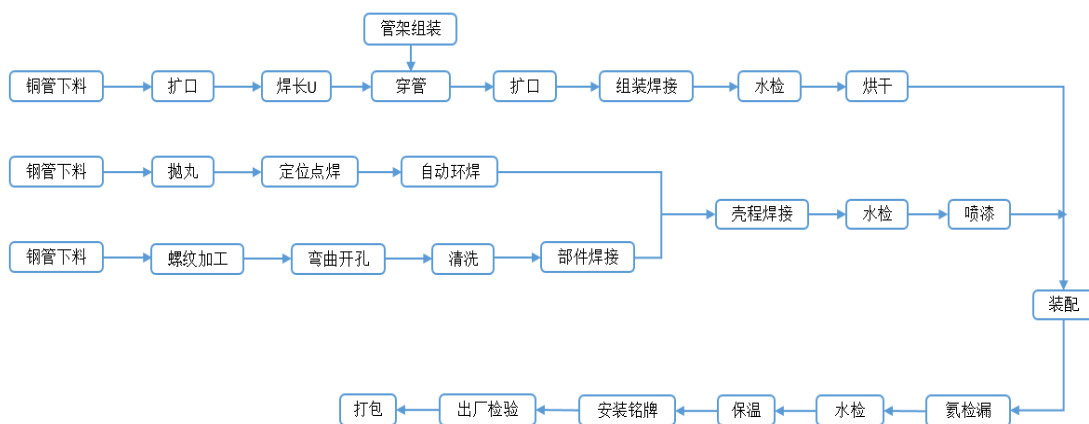 管架组装
铜管下料
扩口
焊长U
穿管
扩口
组装焊接
水检
烘干
钢管下料
抛丸
定位点焊
自动环焊
壳程焊接
水检
喷漆
钢管下料
螺纹加工
弯曲开孔
清洗
部件焊接
装配
打包
出厂检验
安装铭牌
保温
水检
氦检漏